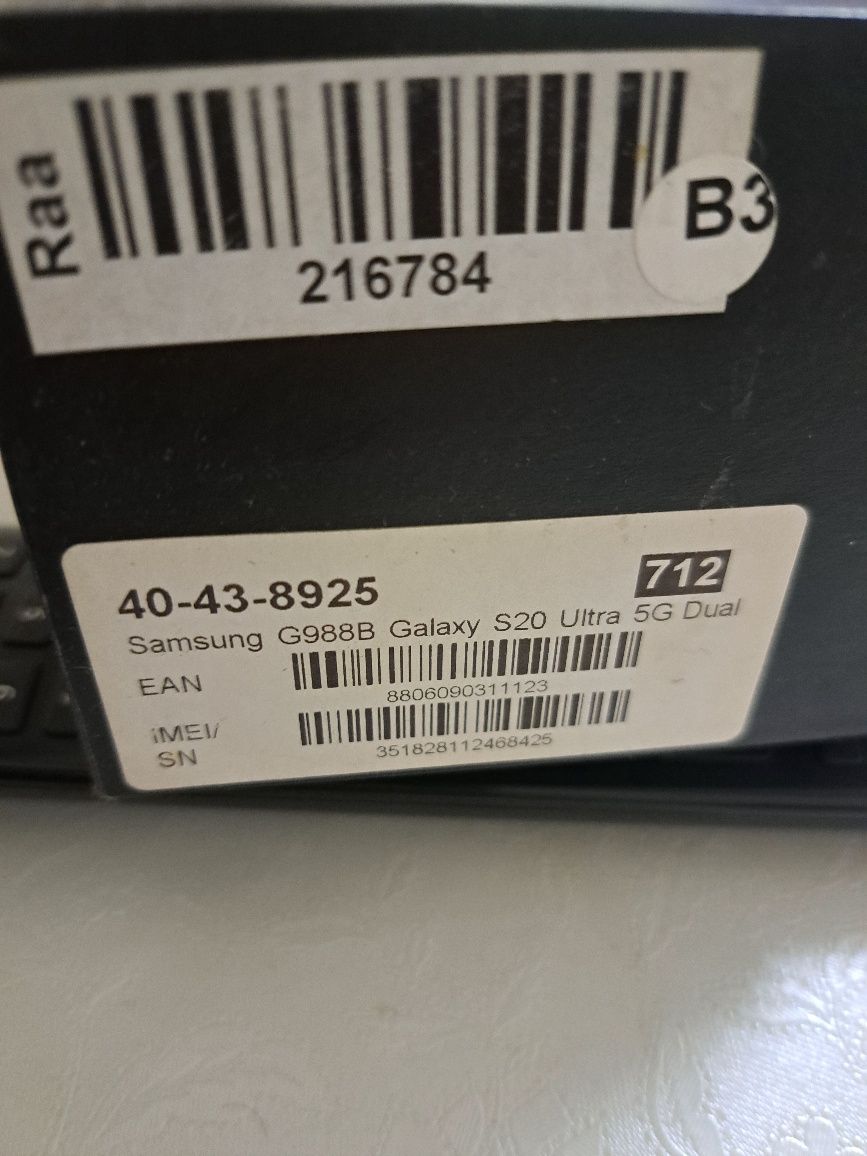 Raa
216784
B3
40-43-8925
712
Samsung G988B Galaxy S20 Ultra 5G Dual
EAN
8806090311123
iMEI/
SN
351828112468425